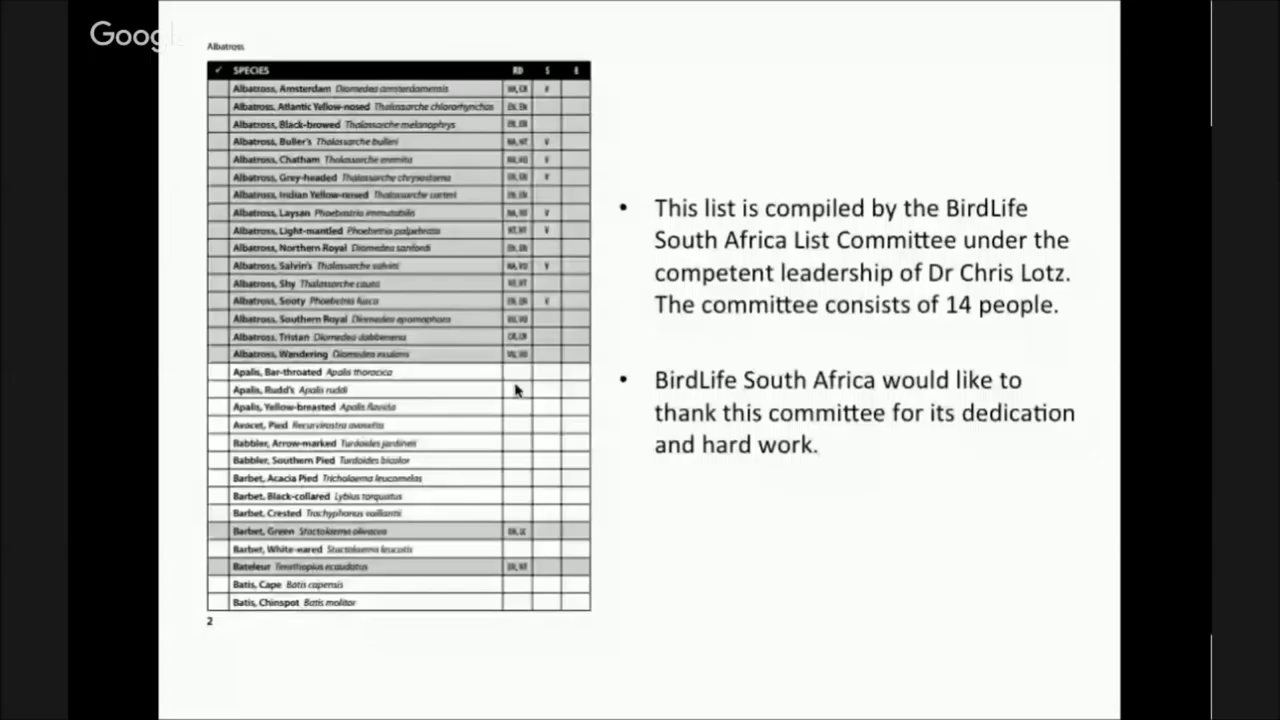 Googl
Albatross
✓ SPECIES RD S E
Albatross, Amsterdam Diomedea amsterdamensis V
Albatross, Atlantic Yellow-nosed Thalassarche chlororhynchos EN, EN
Albatross, Black-browed Thalassarche melanophrys
Albatross, Buller's Thalassarche bulleri NA, NT V
Albatross, Chatham Thalassarche eremita V
Albatross, Grey-headed Thalassarche chrysostoma V
Albatross, Indian Yellow-nosed Thalassarche carteri
Albatross, Laysan Phoebastria immutabilis V
Albatross, Light-mantled Phoebetria palpebrata V
Albatross, Northern Royal Diomedea sanfordi
Albatross, Salvin's Thalassarche salvini V
Albatross, Shy Thalassarche cauta
Albatross, Sooty Phoebetria fusca V
Albatross, Southern Royal Diomedea epomophora
Albatross, Tristan Diomedea dabbenena
Albatross, Wandering Diomedea exulans
Apalis, Bar-throated Apalis thoracica
Apalis, Rudd's Apalis ruddi
Apalis, Yellow-breasted Apalis flavida
Avocet, Pied Recurvirostra avosetta
Babbler, Arrow-marked Turdoides jardineii
Babbler, Southern Pied Turdoides bicolor
Barbet, Acacia Pied Tricholaema leucomelas
Barbet, Black-collared Lybius torquatus
Barbet, Crested Trachyphonus vaillantii
Barbet, Green Stactolaema olivacea
Barbet, White-eared Stactolaema leucotis
Bateleur Terathopius ecaudatus
Batis, Cape Batis capensis
Batis, Chinspot Batis molitor
2
• This list is compiled by the BirdLife
South Africa List Committee under the
competent leadership of Dr Chris Lotz.
The committee consists of 14 people.
• BirdLife South Africa would like to
thank this committee for its dedication
and hard work.